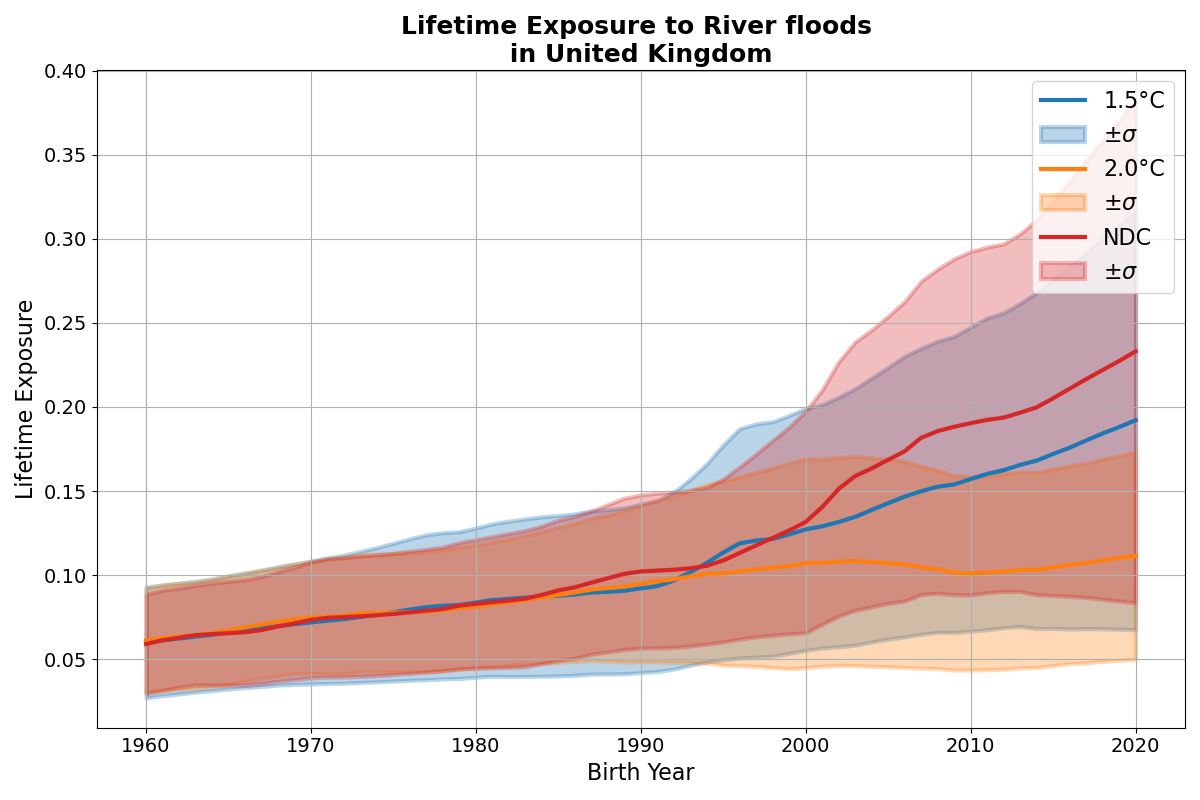 Lifetime Exposure to River floods
in United Kingdom
Lifetime Exposure
0.40
0.35
0.30
0.25
0.20
0.15
0.10
0.05
1.5°C
±σ
2.0°C
±σ
NDC
±σ
1960 1970 1980 1990 2000 2010 2020
Birth Year